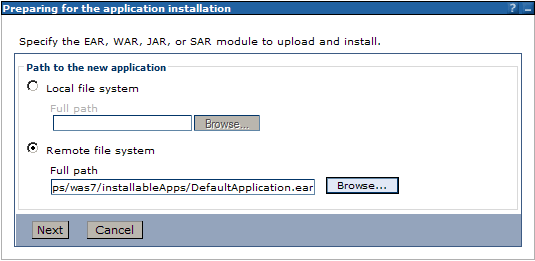 Preparing for the application installation ? _
Specify the EAR, WAR, JAR, or SAR module to upload and install.
Path to the new application
Local file system
Full path
Browse...
Remote file system
Full path
ps/was7/installableApps/DefaultApplication.ear Browse...
Next Cancel